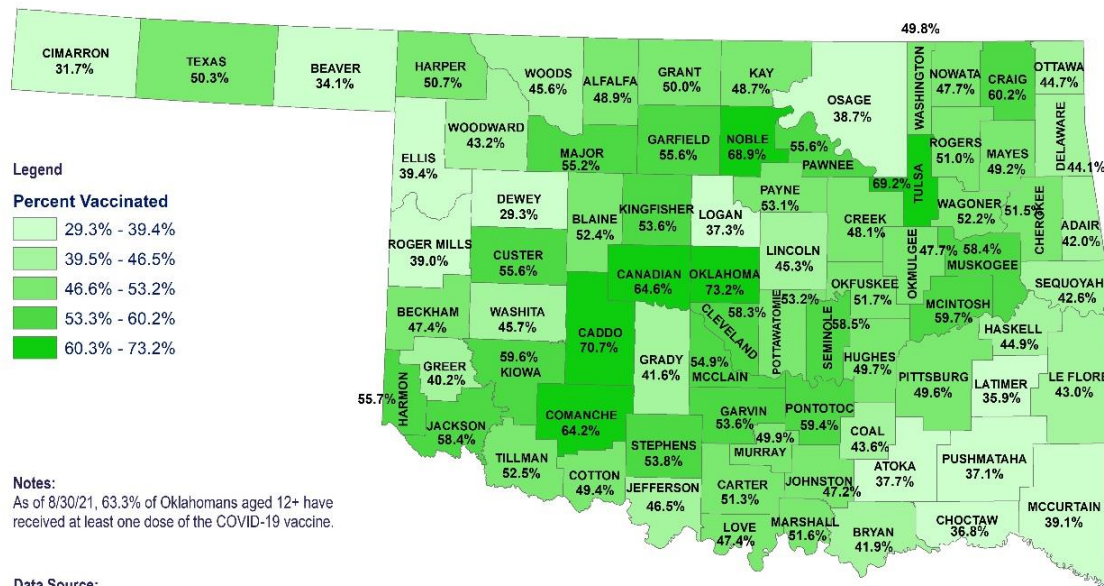 49.8%
CIMARRON
31.7%
TEXAS
50.3%
BEAVER
34.1%
HARPER
50.7%
WOODS
45.6%
ALFALFA
48.9%
GRANT
50.0%
KAY
48.7%
OSAGE
38.7%
WASHINGTON
NOWATA
47.7%
CRAIG
60.2%
OTTAWA
44.7%
WOODWARD
43.2%
MAJOR
55.2%
GARFIELD
55.6%
NOBLE
68.9%
55.6%
PAWNEE
ROGERS
51.0%
MAYES
49.2%
DELAWARE
44.1%
ELLIS
39.4%
DEWEY
29.3%
BLAINE
52.4%
KINGFISHER
53.6%
LOGAN
37.3%
PAYNE
53.1%
69.2%
TULSA
CREEK
48.1%
WAGONER
52.2%
51.5%
CHEROKEE
ADAIR
42.0%
Legend
Percent Vaccinated
29.3% - 39.4%
39.5% - 46.5%
46.6% - 53.2%
53.3% - 60.2%
60.3% - 73.2%
ROGER MILLS
39.0%
CUSTER
55.6%
CANADIAN
64.6%
OKLAHOMA
73.2%
LINCOLN
45.3%
OKFUSKEE
51.7%
OKMULGEE
47.7%
58.4%
MUSKOGEE
SEQUOYAH
42.6%
BECKHAM
47.4%
WASHITA
45.7%
CADDO
70.7%
GRADY
41.6%
58.3%
CLEVELAND
POTTAWATOMIE
53.2%
SEMINOLE
58.5%
HUGHES
49.7%
MCINTOSH
59.7%
HASKELL
44.9%
GREER
40.2%
59.6%
KIOWA
54.9%
MCCLAIN
PITTSBURG
49.6%
LATIMER
35.9%
LE FLORE
43.0%
55.7%
HARMON
JACKSON
58.4%
COMANCHE
64.2%
STEPHENS
53.8%
GARVIN
53.6%
PONTOTOC
59.4%
COAL
43.6%
TILLMAN
52.5%
COTTON
49.4%
49.9%
MURRAY
JEFFERSON
46.5%
CARTER
51.3%
JOHNSTON
47.2%
ATOKA
37.7%
PUSHMATAHA
37.1%
MCCURTAIN
39.1%
LOVE
47.4%
MARSHALL
51.6%
BRYAN
41.9%
CHOCTAW
36.8%
Notes:
As of 8/30/21, 63.3% of Oklahomans aged 12+ have
received at least one dose of the COVID-19 vaccine.
Data Source: